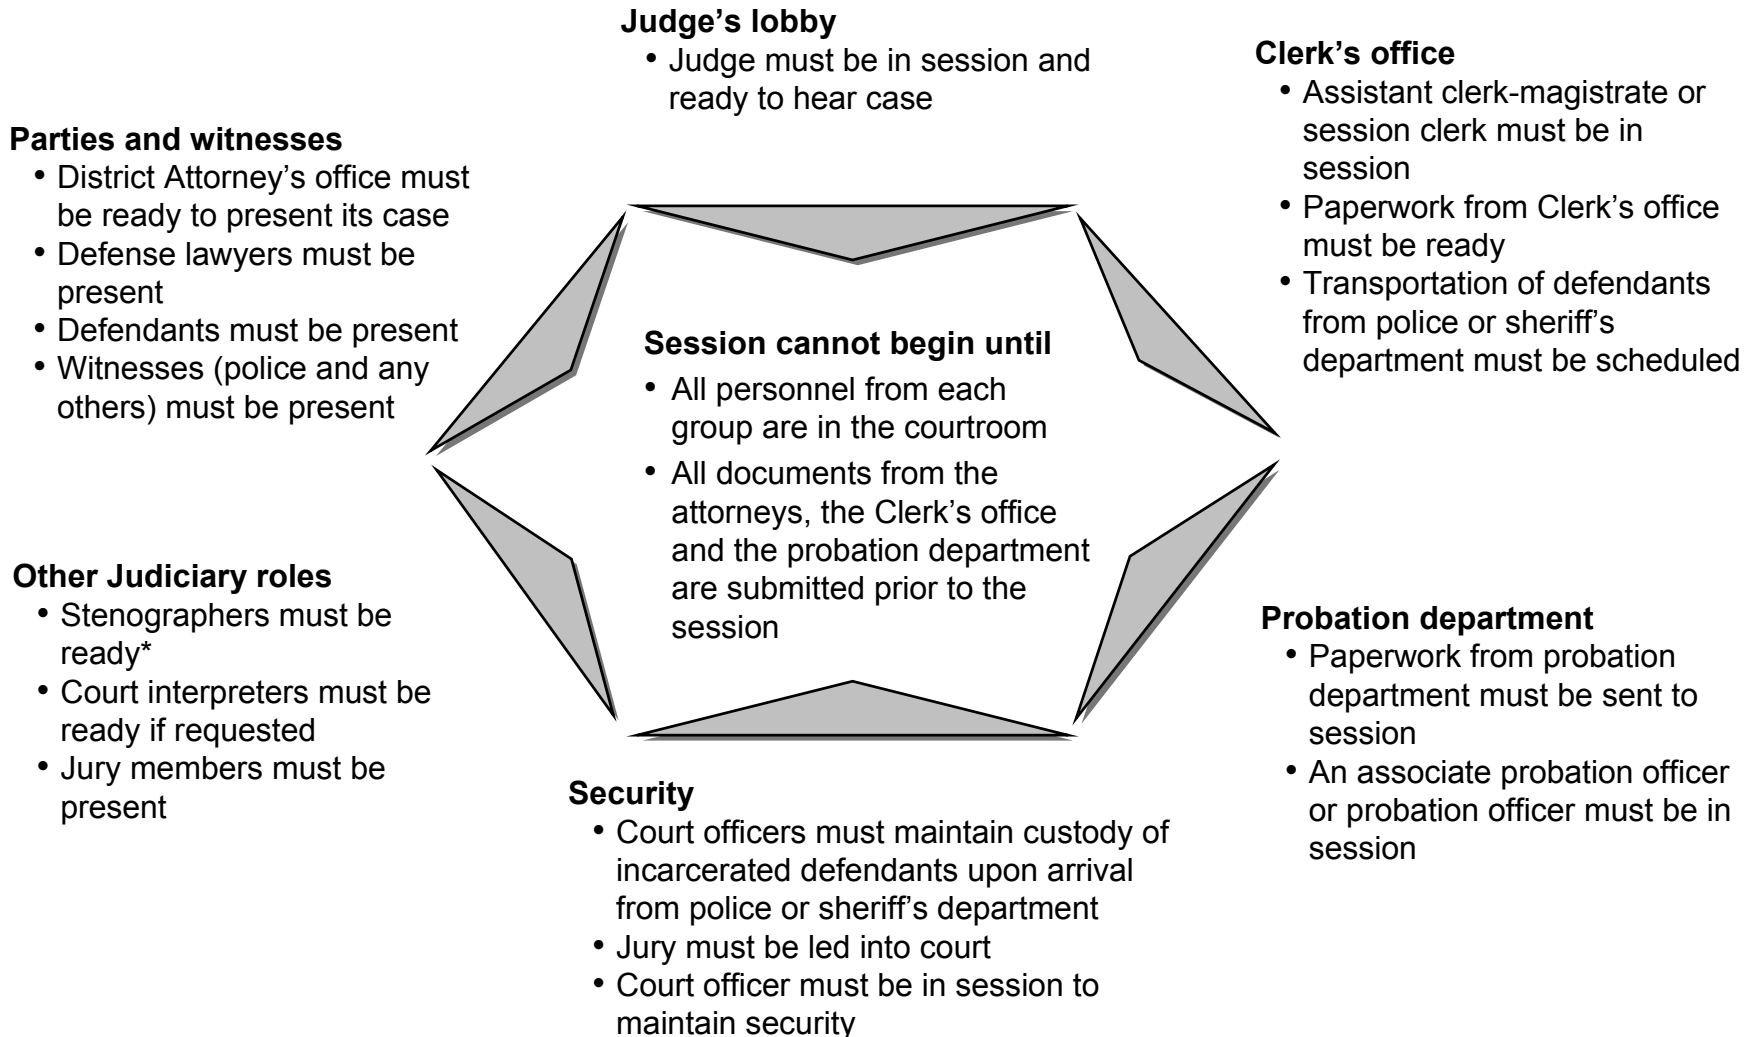 Judge’s lobby
• Judge must be in session and
ready to hear case
Clerk’s office
• Assistant clerk-magistrate or
session clerk must be in
session
• Paperwork from Clerk’s office
must be ready
• Transportation of defendants
from police or sheriff’s
department must be scheduled
Parties and witnesses
• District Attorney’s office must
be ready to present its case
• Defense lawyers must be
present
• Defendants must be present
• Witnesses (police and any
others) must be present
Session cannot begin until
• All personnel from each
group are in the courtroom
• All documents from the
attorneys, the Clerk’s office
and the probation department
are submitted prior to the
session
Other Judiciary roles
• Stenographers must be
ready*
• Court interpreters must be
ready if requested
• Jury members must be
present
Probation department
• Paperwork from probation
department must be sent to
session
• An associate probation officer
or probation officer must be in
session
Security
• Court officers must maintain custody of
incarcerated defendants upon arrival
from police or sheriff’s department
• Jury must be led into court
• Court officer must be in session to
maintain security